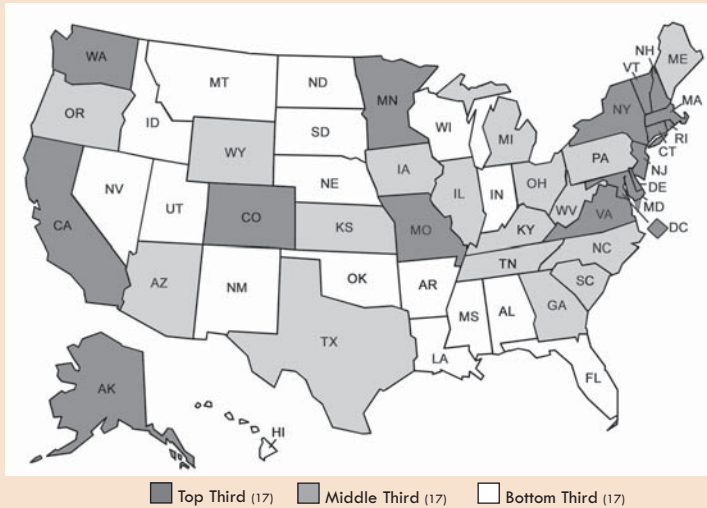 WA
MT
ND
MN
OR
ID
SD
WI
MI
NY
VT
NH
ME
MA
RI
CT
NJ
DE
MD
DC
WY
NE
IA
IL
IN
OH
PA
WV
VA
NV
UT
CO
KS
MO
KY
NC
CA
AZ
NM
OK
AR
TN
SC
GA
TX
LA
MS
AL
FL
AK
HI
Top Third (17) Middle Third (17) Bottom Third (17)